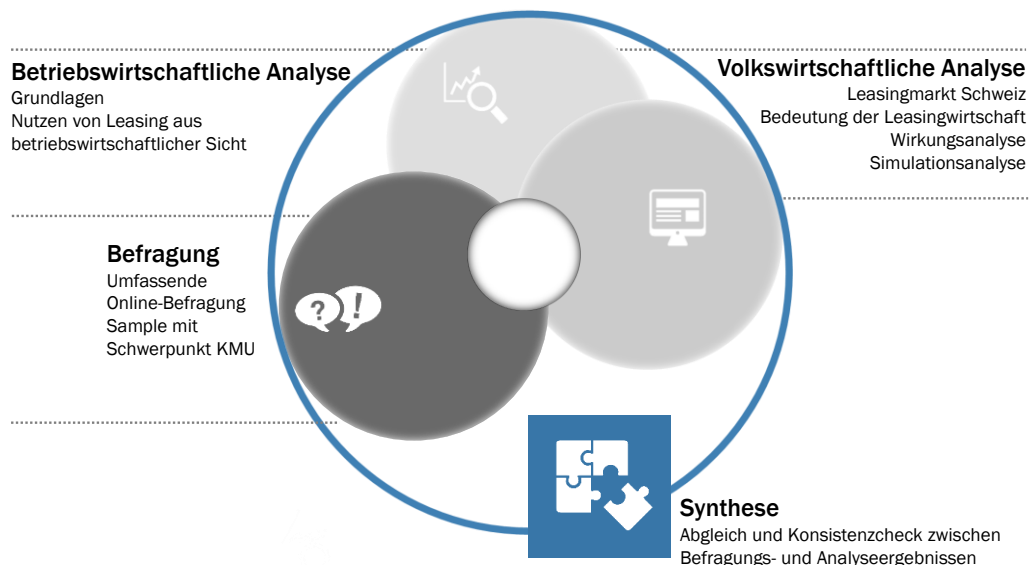 Betriebswirtschaftliche Analyse
Grundlagen
Nutzen von Leasing aus
betriebswirtschaftlicher Sicht
Volkswirtschaftliche Analyse
Leasingmarkt Schweiz
Bedeutung der Leasingwirtschaft
Wirkungsanalyse
Simulationsanalyse
Befragung
Umfassende
Online-Befragung
Sample mit
Schwerpunkt KMU
? !
Synthese
Abgleich und Konsistenzcheck zwischen
Befragungs- und Analyseergebnissen